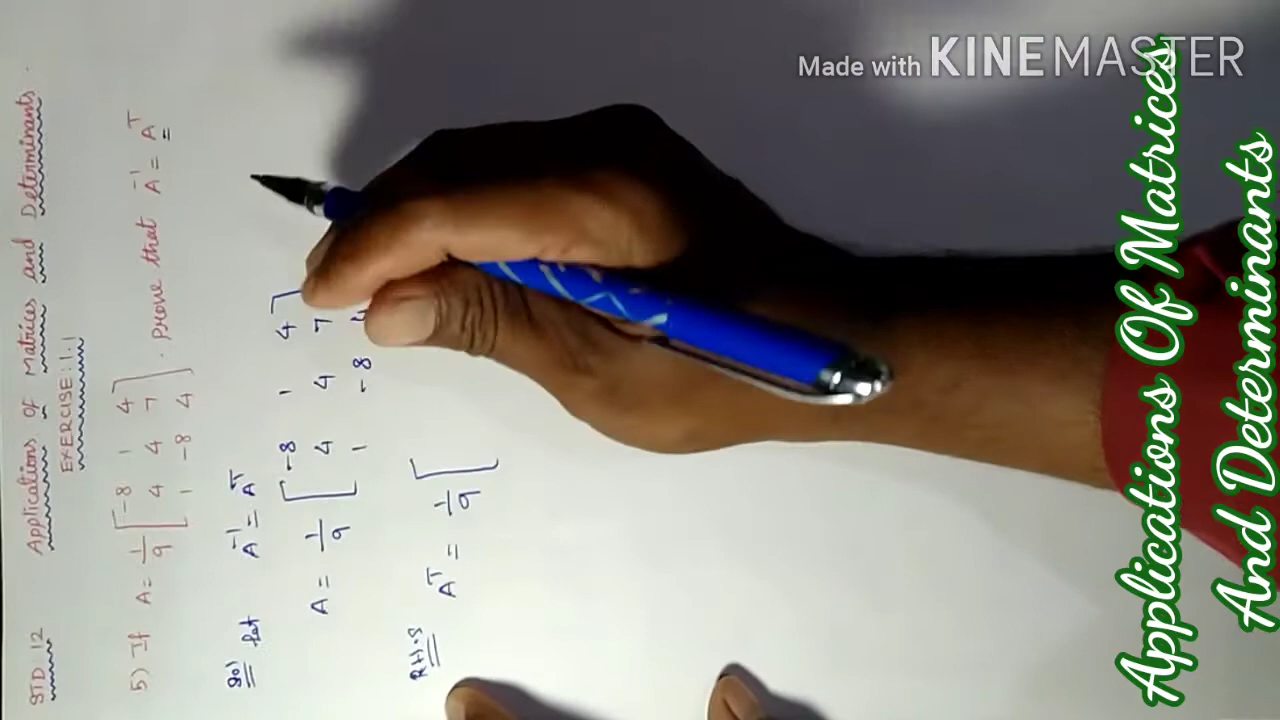 STD 12 Applications of Matrices and Determinants.
EXERCISE: 1.1
5) If A = 1/9 [-8 1 4
4 4 7
1 -8 4]. Prove that A⁻¹ = Aᵀ
Sol Let A⁻¹ = Aᵀ
A = 1/9 [-8 1 4
4 4 7
1 -8 4
R.H.S Aᵀ = 1/9 [
Made with KINEMASTER
Applications Of Matrices
And Determinants